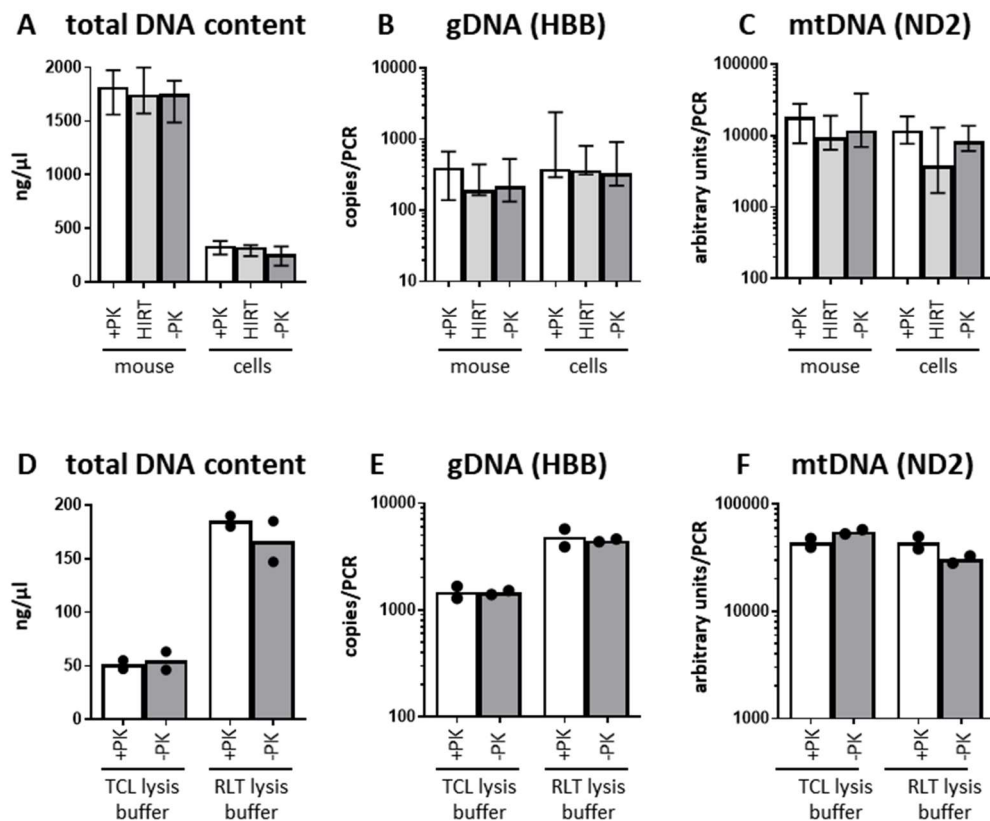 A total DNA content
ng/µl
2000
1500
1000
500
0
+PK HIRT -PK +PK HIRT -PK
mouse cells
B gDNA (HBB)
copies/PCR
10000
1000
100
10
+PK HIRT -PK +PK HIRT -PK
mouse cells
C mtDNA (ND2)
arbitrary units/PCR
100000
10000
1000
100
+PK HIRT -PK +PK HIRT -PK
mouse cells
D total DNA content
ng/µl
200
150
100
50
0
+PK -PK +PK -PK
TCL lysis RLT lysis
buffer buffer
E gDNA (HBB)
copies/PCR
10000
1000
100
+PK -PK +PK -PK
TCL lysis RLT lysis
buffer buffer
F mtDNA (ND2)
arbitrary units/PCR
100000
10000
1000
+PK -PK +PK -PK
TCL lysis RLT lysis
buffer buffer